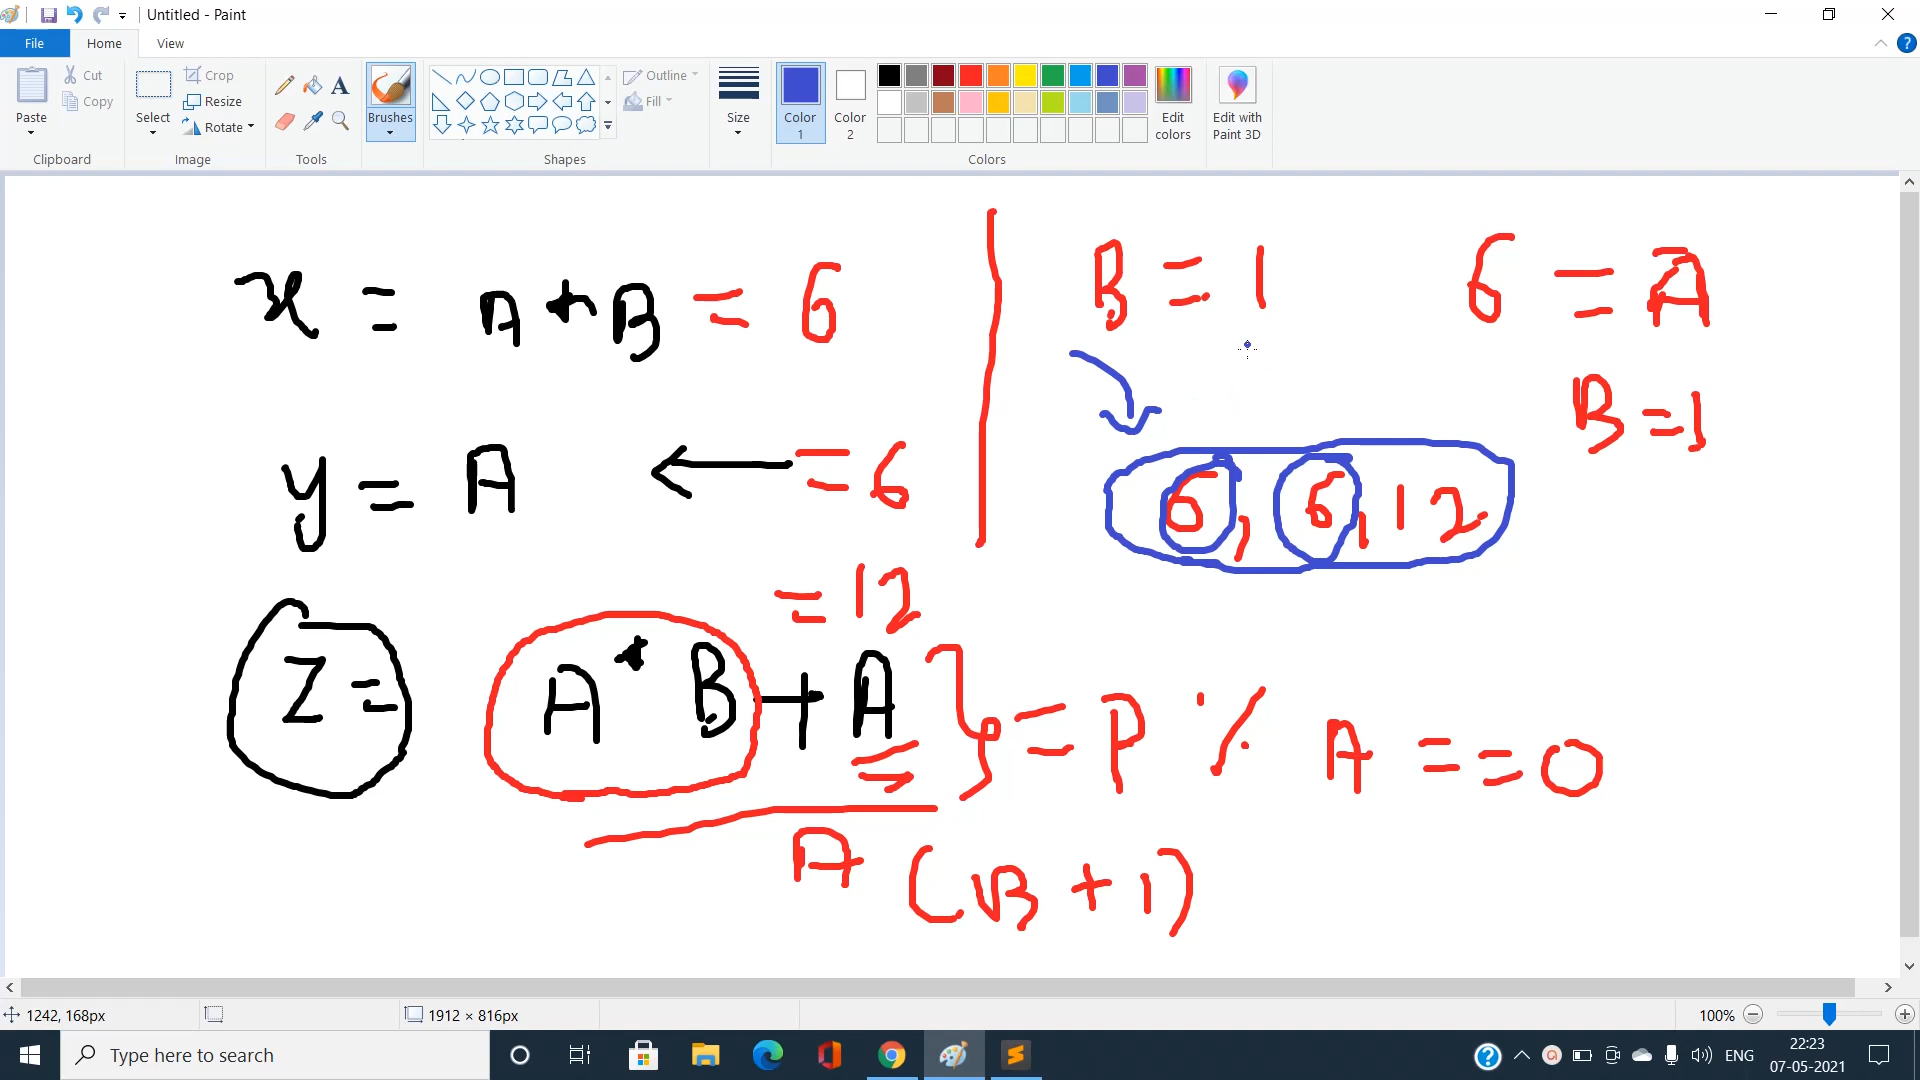 Untitled - Paint
File Home View
Paste Cut Copy Clipboard
Select Crop Resize Rotate Image
Tools
Brushes
Shapes Outline Fill
Size
Color 1 Color 2 Edit colors Colors
Edit with Paint 3D
x = A + B = 6
B = 1
6 = A
B = 1
y = A ← = 6
6, 6, 12
= 12
Z = A * B + A } = P % A == 0
A (B + 1)
1242, 168px
1912 × 816px
100%
Type here to search
ENG
22:23
07-05-2021